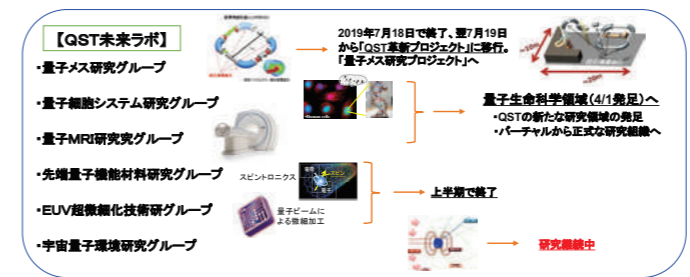 【QST未来ラボ】
・量子メス研究グループ
2019年7月18日で終了、翌7月19日
から「QST革新プロジェクト」に移行。
「量子メス研究プロジェクト」へ
~10m
~20m
・量子細胞システム研究グループ
量子生命科学領域(4/1発足)へ
・QSTの新たな研究領域の発足
・バーチャルから正式な研究組織へ
・量子MRI研究究グループ
・先端量子機能材料研究グループ
スピントロニクス
スピン
電子
・EUV超微細化技術研グループ
量子ビームに
よる微細加工
上半期で終了
・宇宙量子環境研究グループ
研究継続中